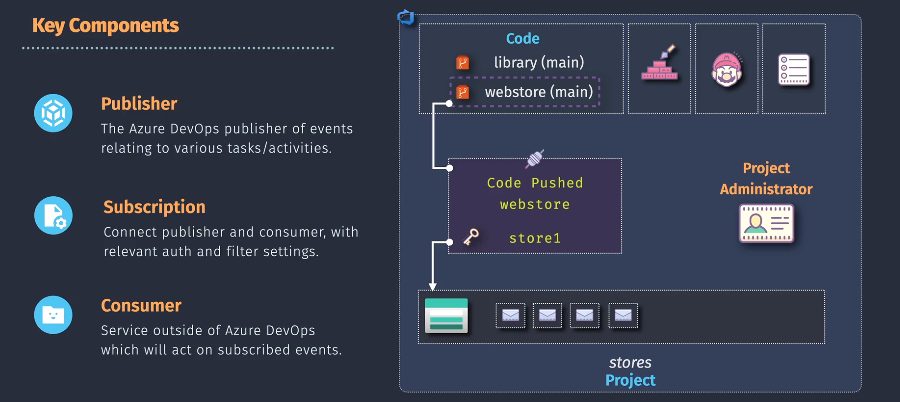 Key Components
Publisher
The Azure DevOps publisher of events
relating to various tasks/activities.
Subscription
Connect publisher and consumer, with
relevant auth and filter settings.
Consumer
Service outside of Azure DevOps
which will act on subscribed events.
Code
library (main)
webstore (main)
Code Pushed
webstore
store1
Project
Administrator
stores
Project